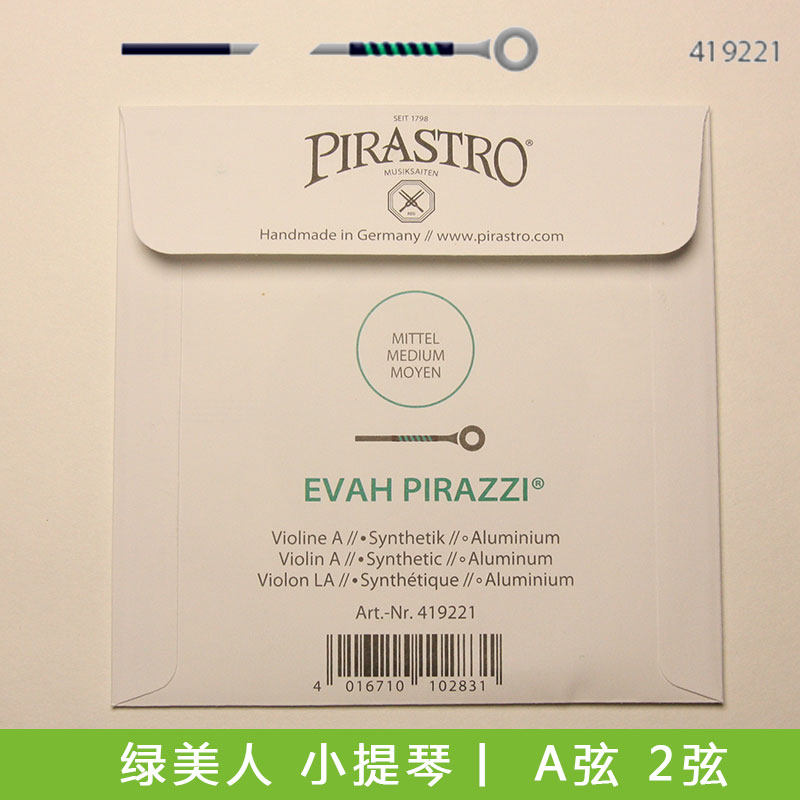 419221
SEIT 1798
PIRASTRO®
MUSIKSAITEN
REG
Handmade in Germany // www.pirastro.com
MITTEL
MEDIUM
MOYEN
EVAH PIRAZZI®
Violine A //•Synthetik //∘Aluminium
Violin A //•Synthetic //∘Aluminum
Violon LA //•Synthétique //∘Aluminium
Art.-Nr. 419221
4 016710 102831
绿美人 小提琴丨 A弦 2弦